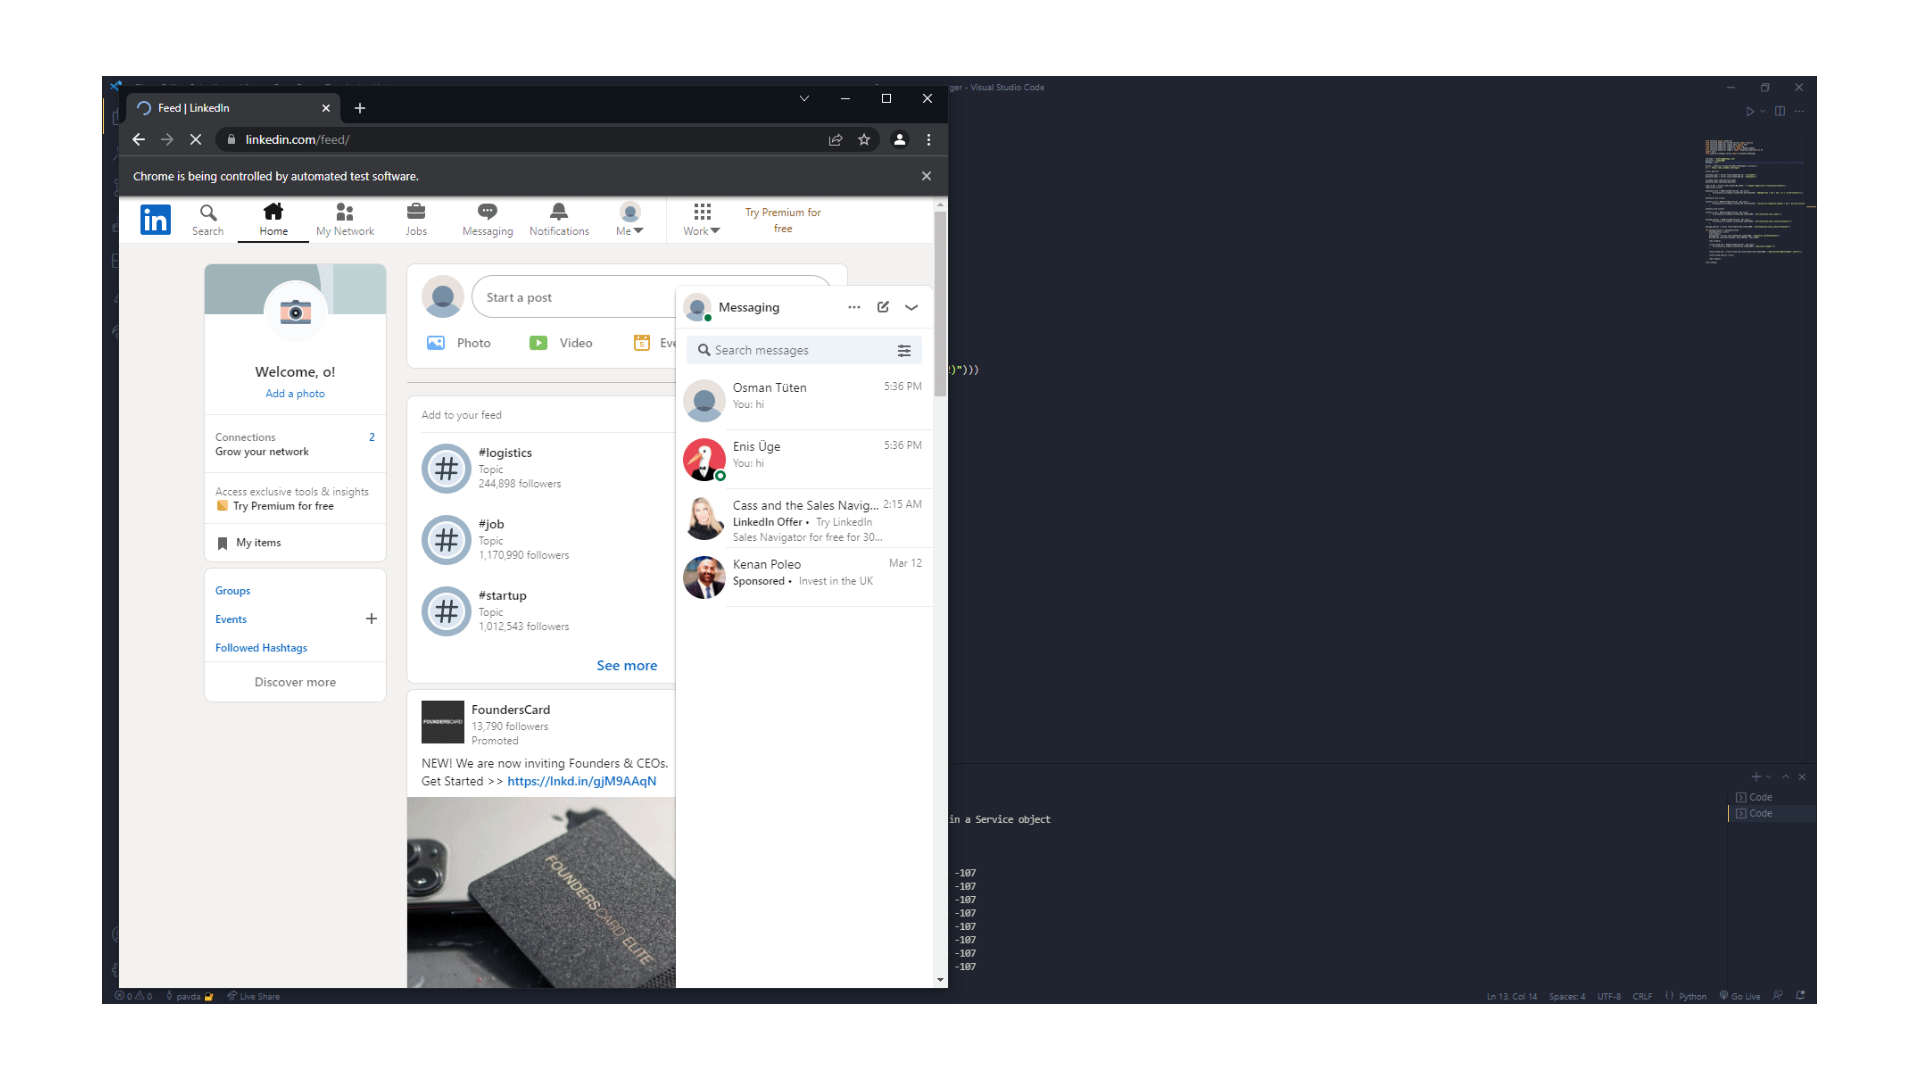 ger - Visual Studio Code
Feed | LinkedIn
linkedin.com/feed/
Chrome is being controlled by automated test software.
in
Search
Home
My Network
Jobs
Messaging
Notifications
Me
Work
Try Premium for
free
Welcome, o!
Add a photo
Connections 2
Grow your network
Access exclusive tools & insights
Try Premium for free
My items
Groups
Events
Followed Hashtags
Discover more
Start a post
Photo
Video
Eve
Add to your feed
#logistics
Topic
244,898 followers
#job
Topic
1,170,990 followers
#startup
Topic
1,012,543 followers
See more
FoundersCard
13,790 followers
Promoted
FOUNDERSCARD
NEW! We are now inviting Founders & CEOs.
Get Started >> https://lnkd.in/gjM9AAqN
FOUNDERSCARD ELITE
Messaging
Search messages
Osman Tüten 5:36 PM
You: hi
Enis Üge 5:36 PM
You: hi
Cass and the Sales Navig... 2:15 AM
LinkedIn Offer • Try LinkedIn
Sales Navigator for free for 30...
Kenan Poleo Mar 12
Sponsored • Invest in the UK
)")))
in a Service object
-107
-107
-107
-107
-107
-107
-107
-107
Code
Code
0 0 pavda Live Share
Ln 13, Col 14 Spaces: 4 UTF-8 CRLF Python Go Live